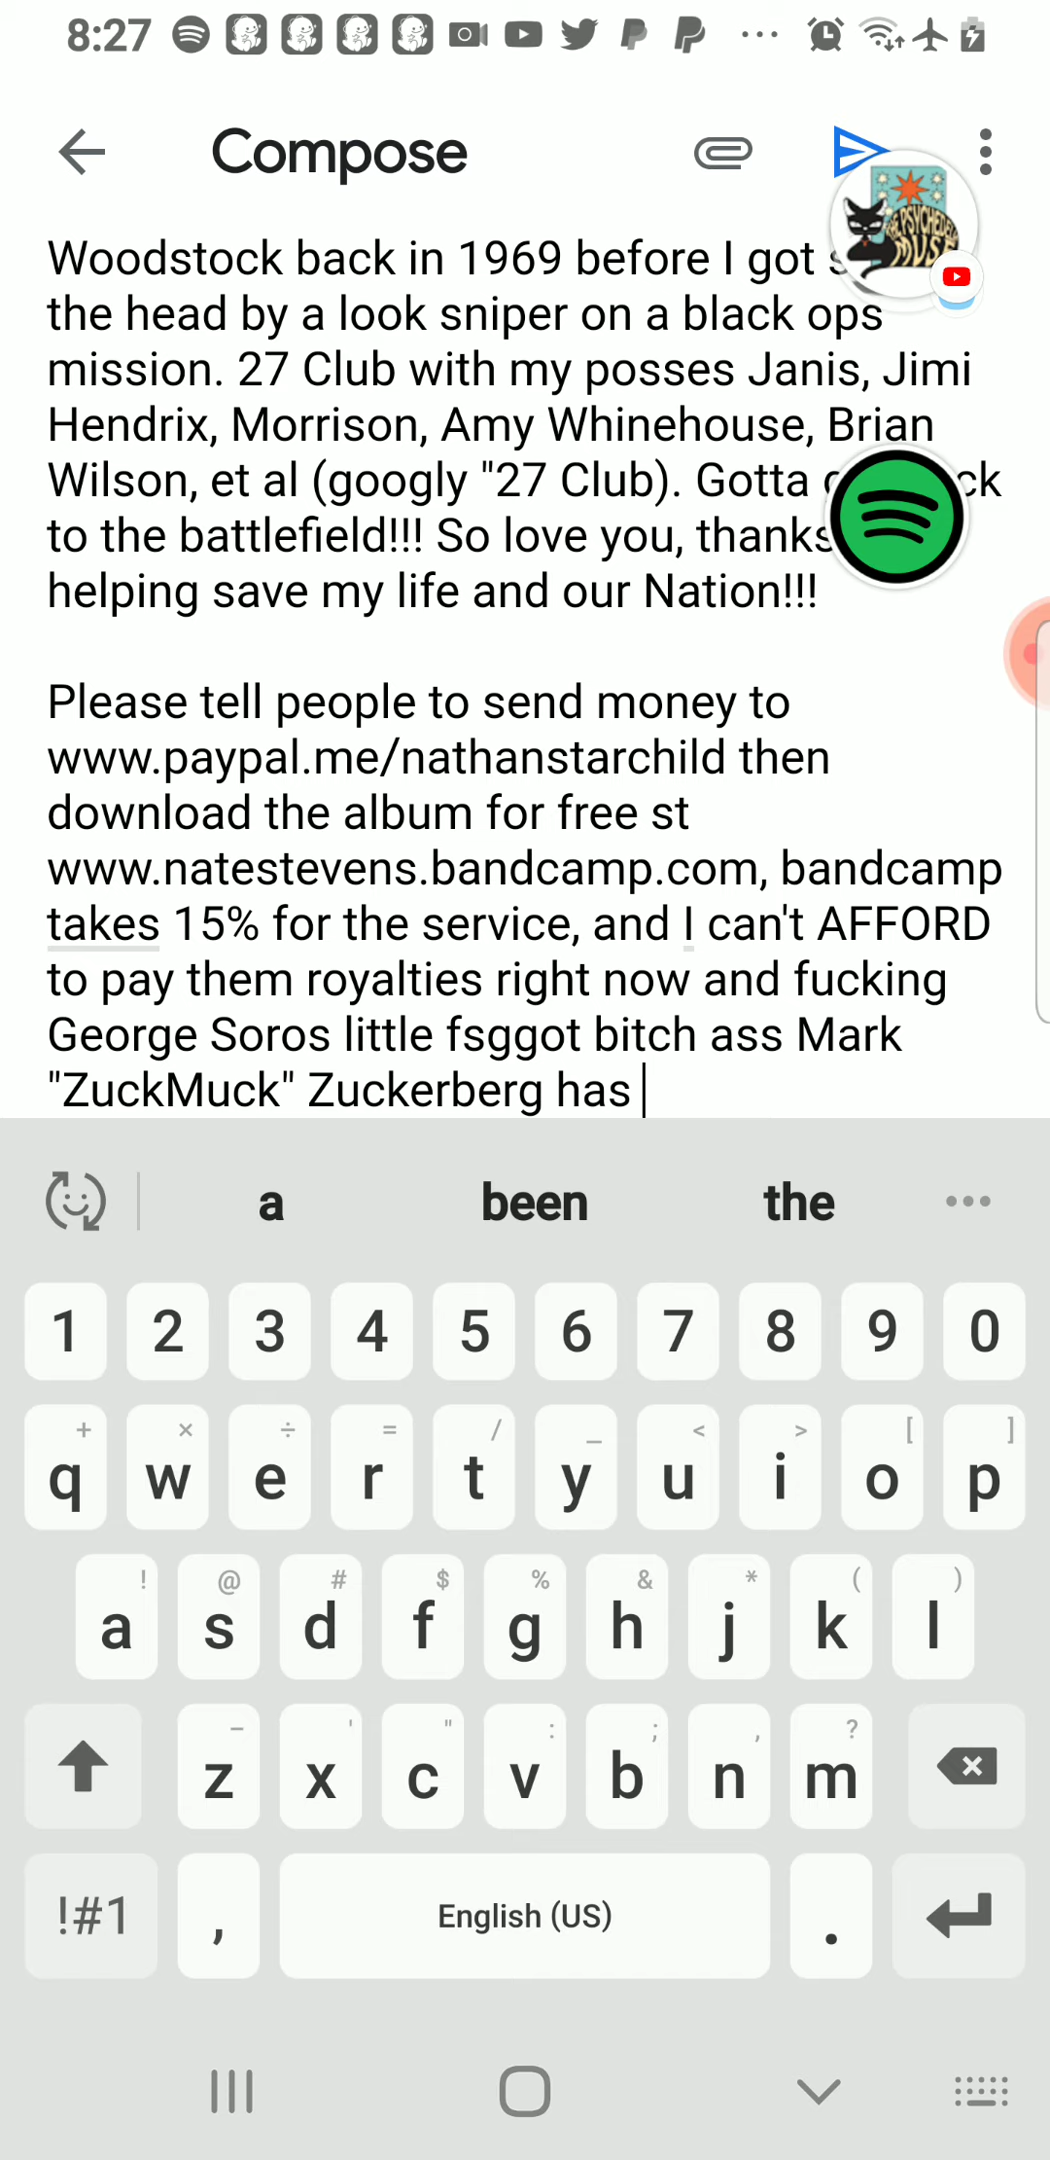 8:27
Compose
THE PSYCHEDELIC MUSE
Woodstock back in 1969 before I got
the head by a look sniper on a black ops
mission. 27 Club with my posses Janis, Jimi
Hendrix, Morrison, Amy Whinehouse, Brian
Wilson, et al (googly "27 Club). Gotta
to the battlefield!!! So love you, thanks
helping save my life and our Nation!!!
Please tell people to send money to
www.paypal.me/nathanstarchild then
download the album for free st
www.natestevens.bandcamp.com, bandcamp
takes 15% for the service, and I can't AFFORD
to pay them royalties right now and fucking
George Soros little fsggot bitch ass Mark
"ZuckMuck" Zuckerberg has
a been the
1 2 3 4 5 6 7 8 9 0
+ × ÷ = / _ < > [ ]
q w e r t y u i o p
! @ # $ % & * ( )
a s d f g h j k l
– ' " : ; , ?
z x c v b n m
!#1 , English (US) .